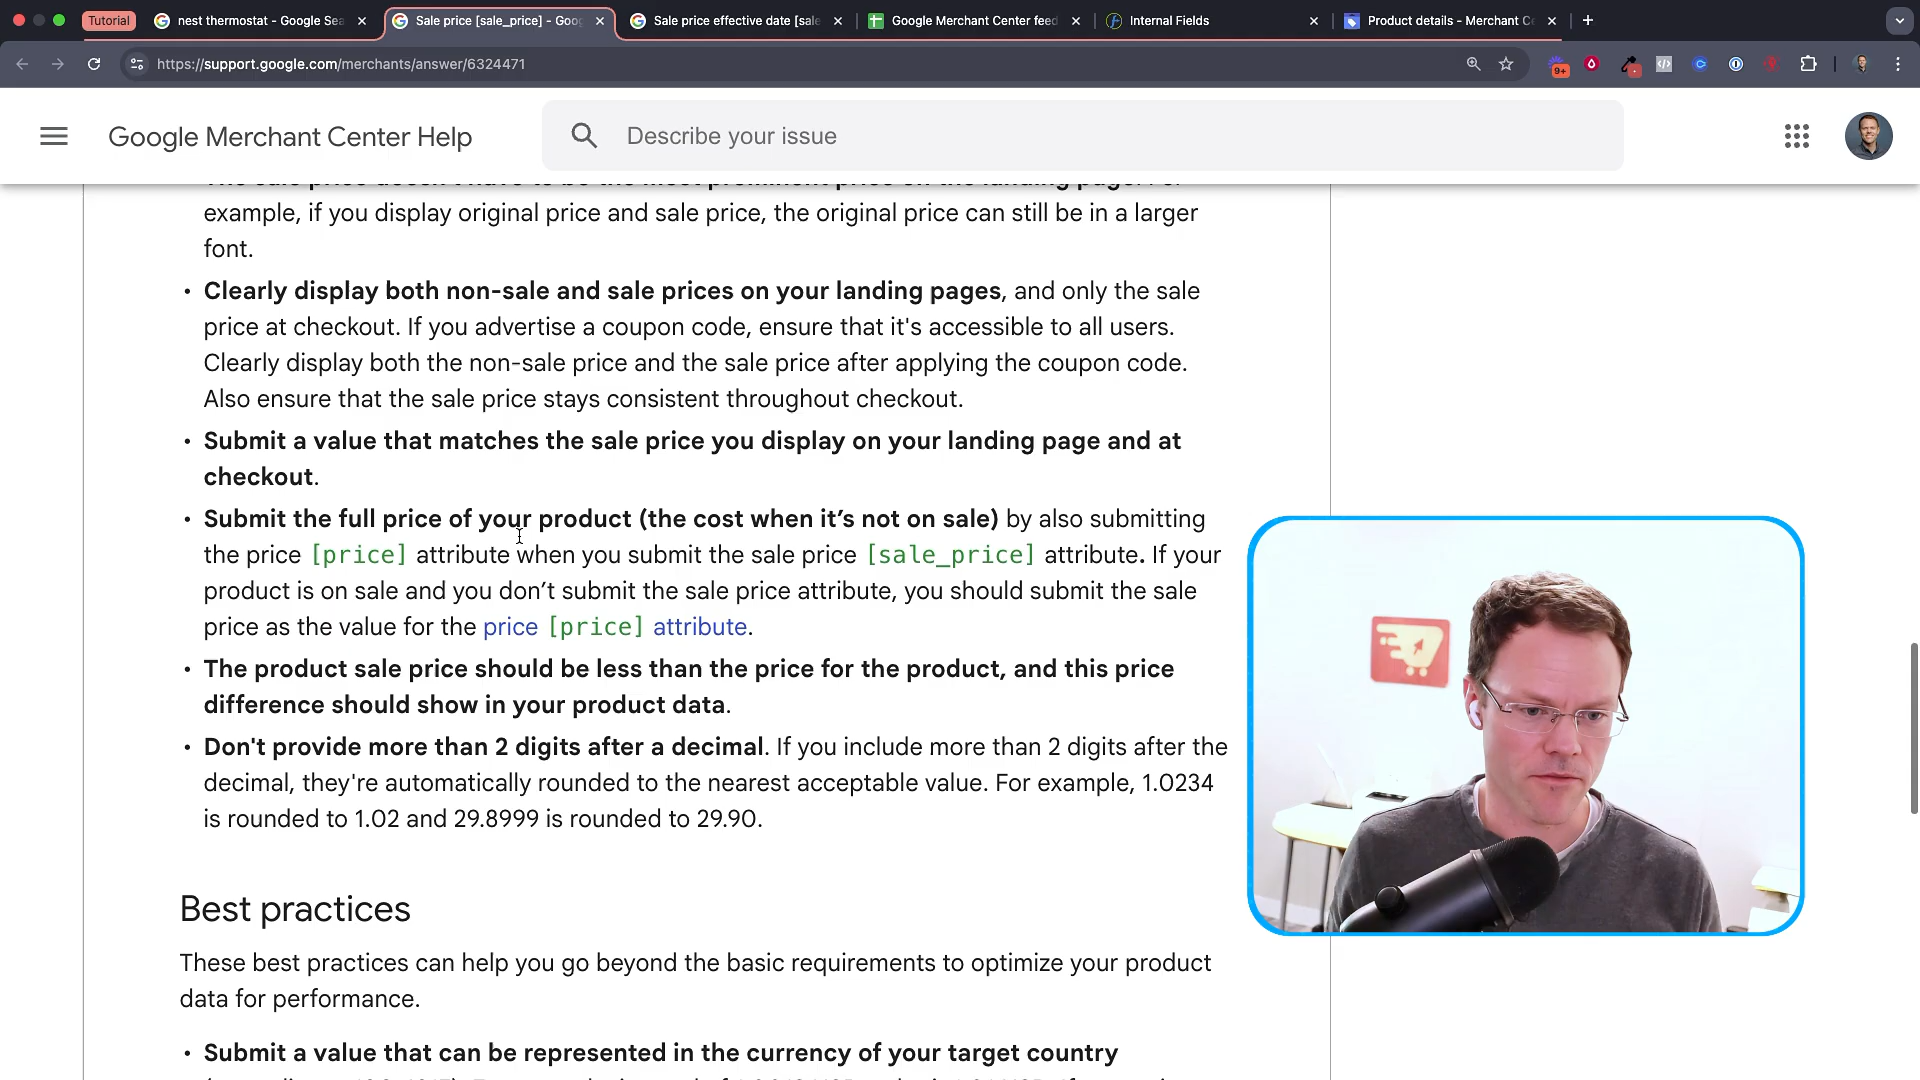 Tutorial
nest thermostat - Google Sea
Sale price [sale_price] - Goog
Sale price effective date [sale
Google Merchant Center feed
Internal Fields
Product details - Merchant Ce
https://support.google.com/merchants/answer/6324471
9+
Google Merchant Center Help
Describe your issue
example, if you display original price and sale price, the original price can still be in a larger
font.
• Clearly display both non-sale and sale prices on your landing pages, and only the sale
price at checkout. If you advertise a coupon code, ensure that it's accessible to all users.
Clearly display both the non-sale price and the sale price after applying the coupon code.
Also ensure that the sale price stays consistent throughout checkout.
• Submit a value that matches the sale price you display on your landing page and at
checkout.
• Submit the full price of your product (the cost when it’s not on sale) by also submitting
the price [price] attribute when you submit the sale price [sale_price] attribute. If your
product is on sale and you don’t submit the sale price attribute, you should submit the sale
price as the value for the price [price] attribute.
• The product sale price should be less than the price for the product, and this price
difference should show in your product data.
• Don't provide more than 2 digits after a decimal. If you include more than 2 digits after the
decimal, they're automatically rounded to the nearest acceptable value. For example, 1.0234
is rounded to 1.02 and 29.8999 is rounded to 29.90.
Best practices
These best practices can help you go beyond the basic requirements to optimize your product
data for performance.
• Submit a value that can be represented in the currency of your target country